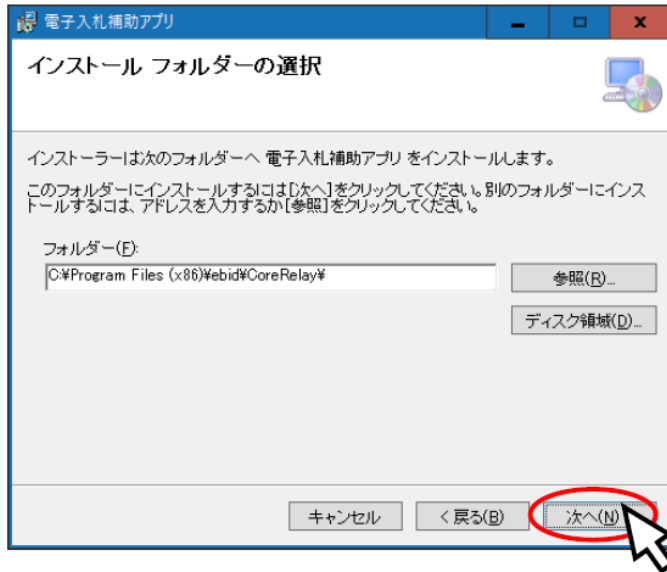 電子入札補助アプリ
インストール フォルダーの選択
インストーラーは次のフォルダーへ 電子入札補助アプリ をインストールします。
このフォルダーにインストールするには[次へ]をクリックしてください。別のフォルダーにインス
トールするには、アドレスを入力するか[参照]をクリックしてください。
フォルダー(F):
C:¥Program Files (x86)¥ebid¥CoreRelay¥
参照(R)...
ディスク領域(D)...
キャンセル
< 戻る(B)
次へ(N)